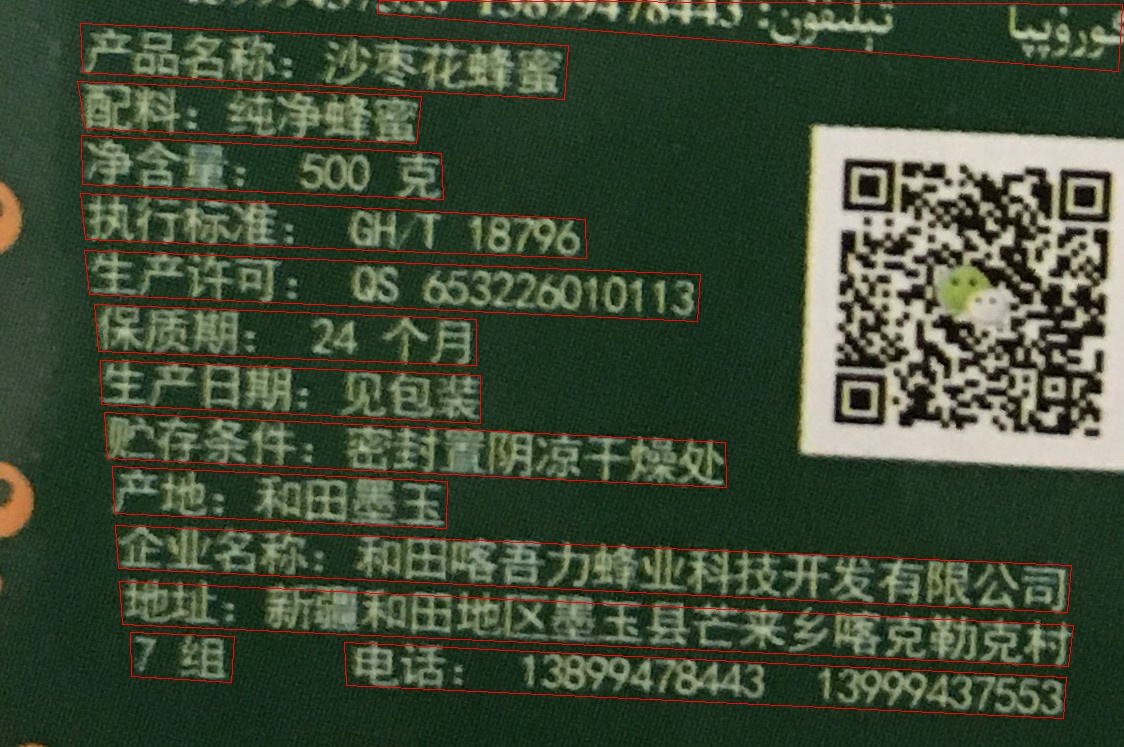 13899478443 :تېلېفون
产品名称: 沙枣花蜂蜜
配料: 纯净蜂蜜
净含量: 500 克
执行标准: GH/T 18796
生产许可: QS 653226010113
保质期: 24 个月
生产日期: 见包装
贮存条件: 密封置阴凉干燥处
产地: 和田墨玉
企业名称: 和田喀吾力蜂业科技开发有限公司
地址: 新疆和田地区墨玉县芒来乡喀克勒克村
7 组 电话: 13899478443 13999437553